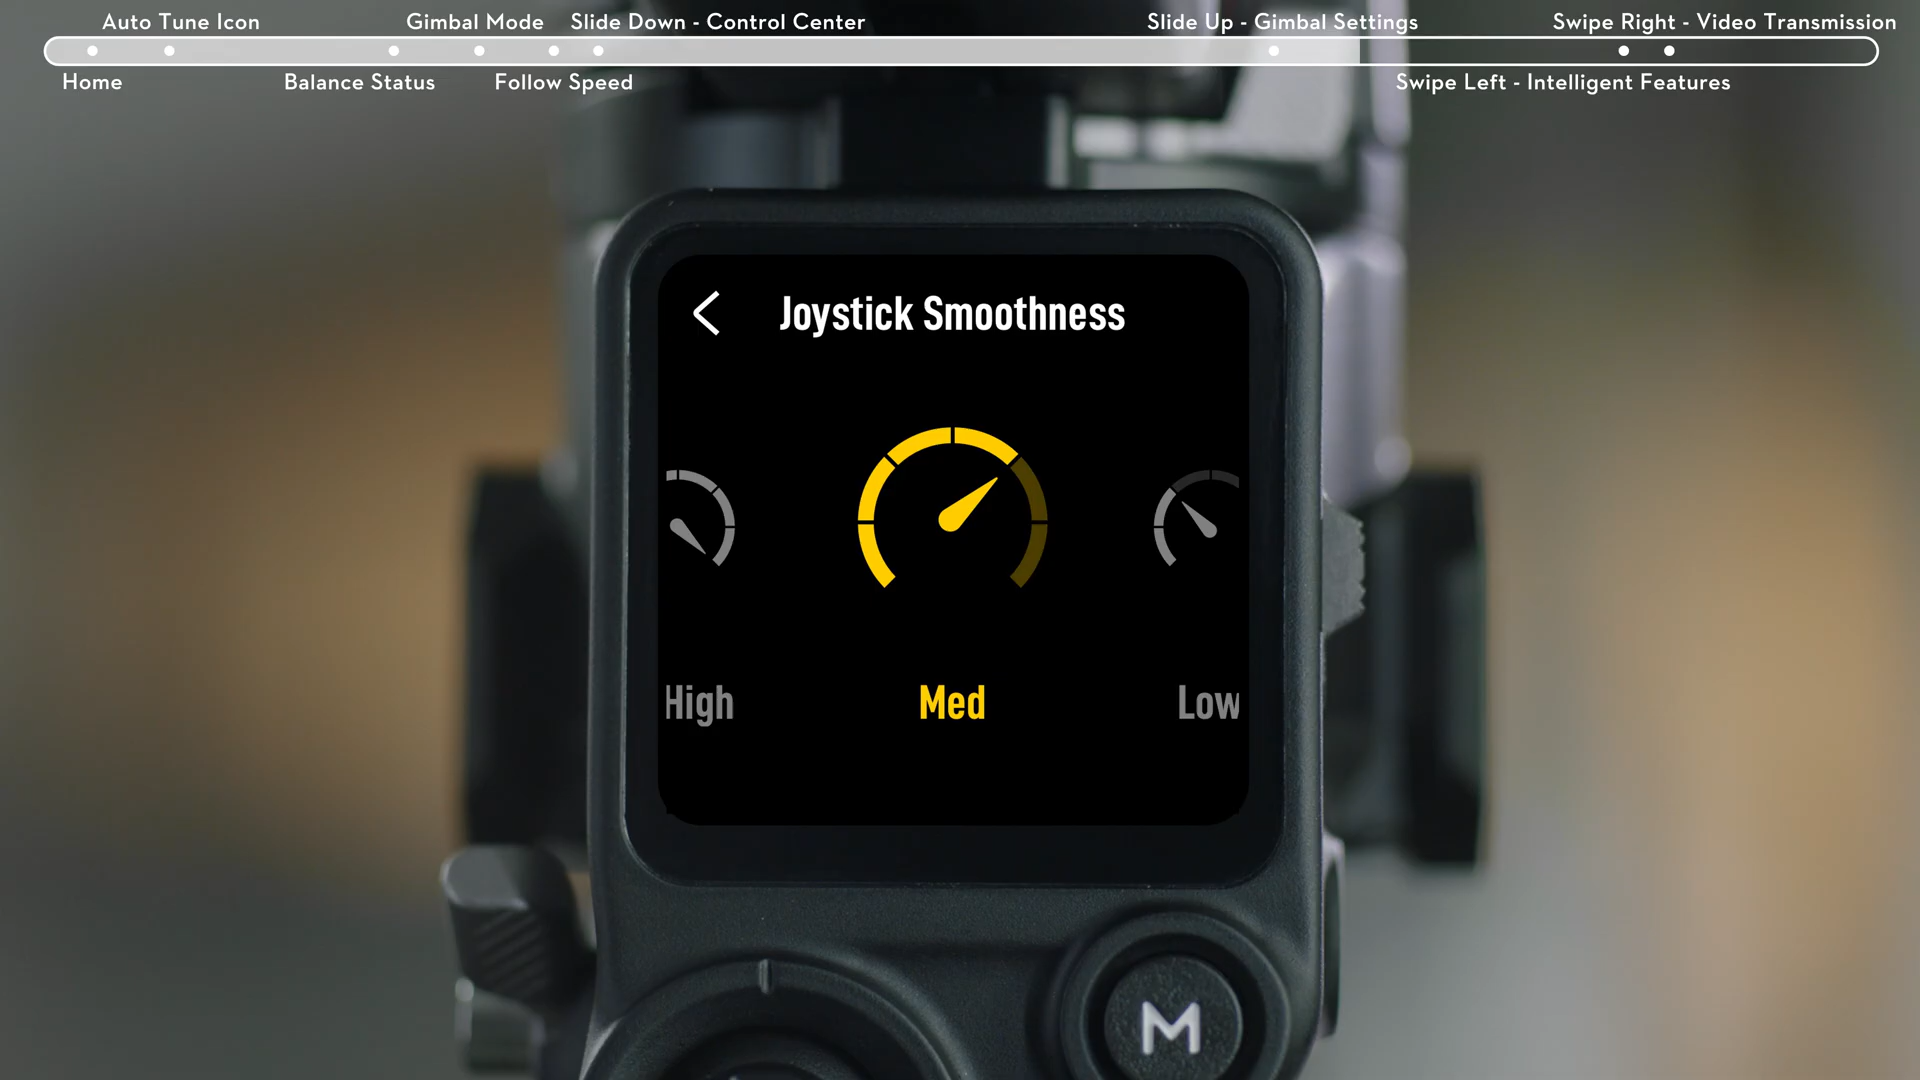 Auto Tune Icon
Gimbal Mode
Slide Down - Control Center
Slide Up - Gimbal Settings
Swipe Right - Video Transmission
Home
Balance Status
Follow Speed
Swipe Left - Intelligent Features
Joystick Smoothness
High
Med
Low
M